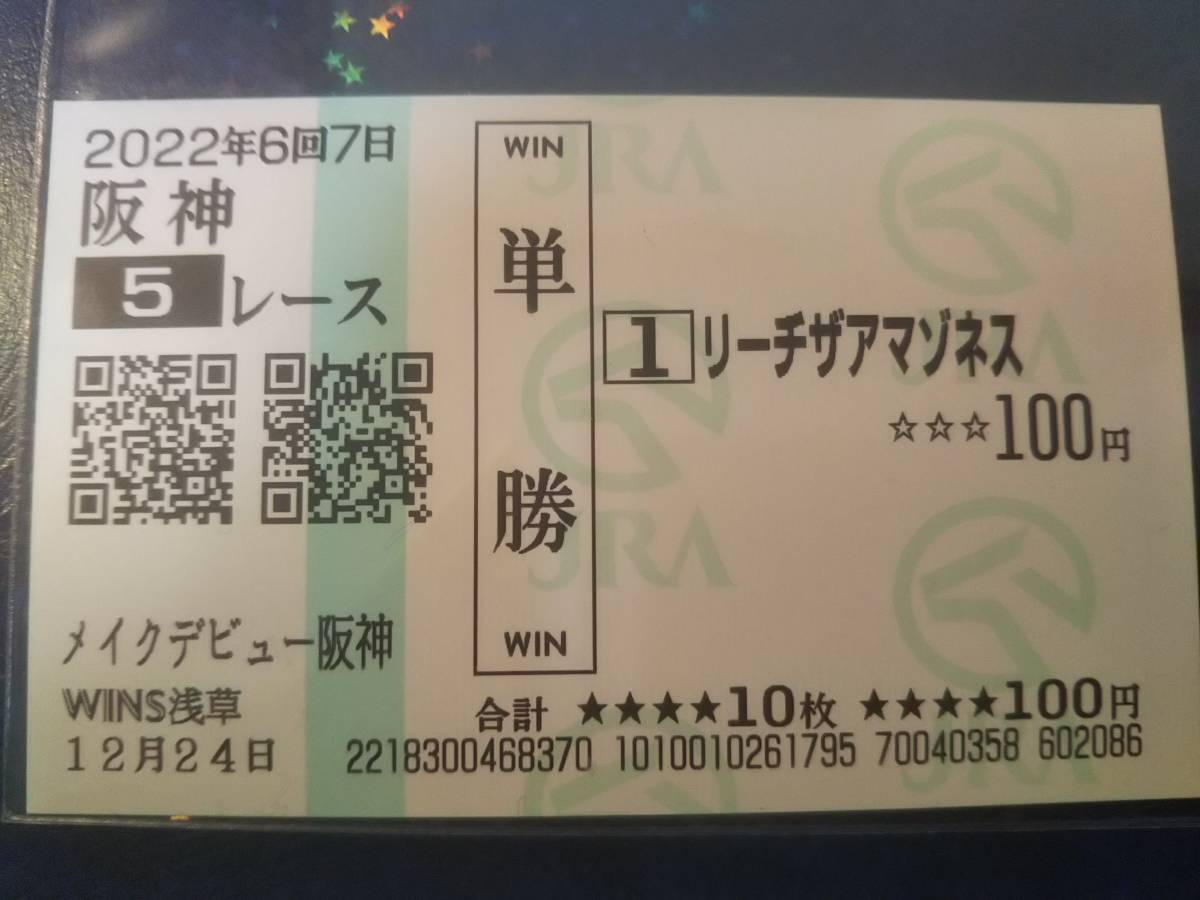 2022年6回7日
阪神
5レース
メイクデビュー阪神
WINS浅草
12月24日
WIN
単勝
WIN
1 リーチザアマゾネス
☆☆☆100円
合計 ★★★★10枚 ★★★★100円
2218300468370 1010010261795 70040358 602086
JRA
JRA
JRA
JRA